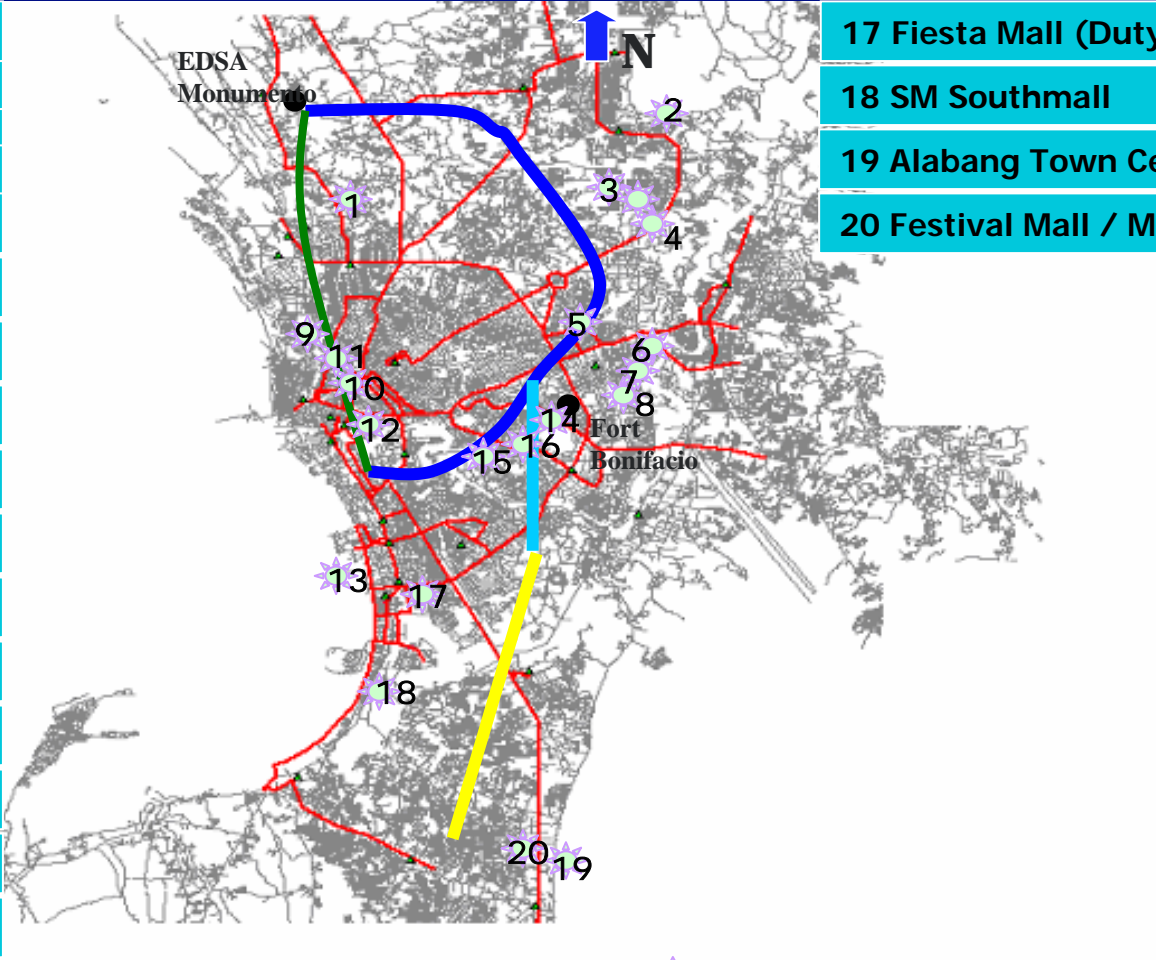 N
EDSA
Monumento
17 Fiesta Mall (Duty
18 SM Southmall
19 Alabang Town Ce
20 Festival Mall / M
2
3
1
4
5
9
6
11
7
10
8
14
12
Fort
16
Bonifacio
15
13
17
18
20
19